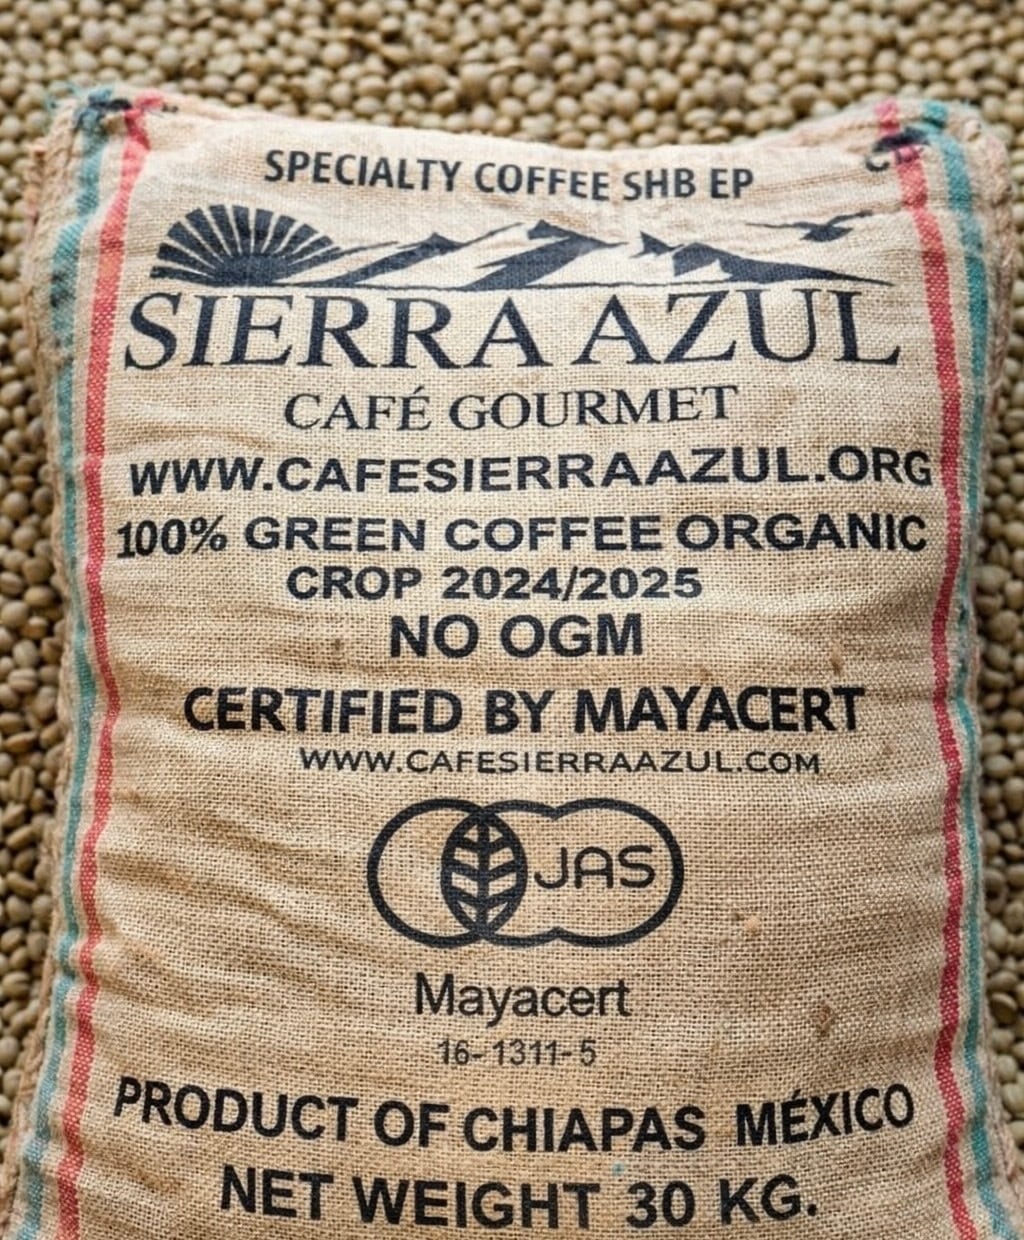 SPECIALTY COFFEE SHB EP
SIERRA AZUL
CAFÉ GOURMET
WWW.CAFESIERRAAZUL.ORG
100% GREEN COFFEE ORGANIC
CROP 2024/2025
NO OGM
CERTIFIED BY MAYACERT
WWW.CAFESIERRAAZUL.COM
JAS
Mayacert
16-1311-5
PRODUCT OF CHIAPAS MÉXICO
NET WEIGHT 30 KG.